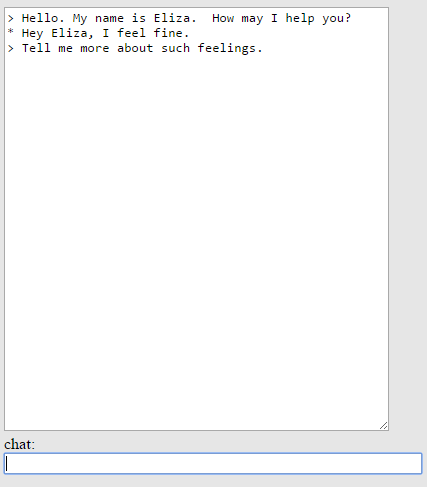 > Hello. My name is Eliza.  How may I help you?
* Hey Eliza, I feel fine.
> Tell me more about such feelings.
chat: